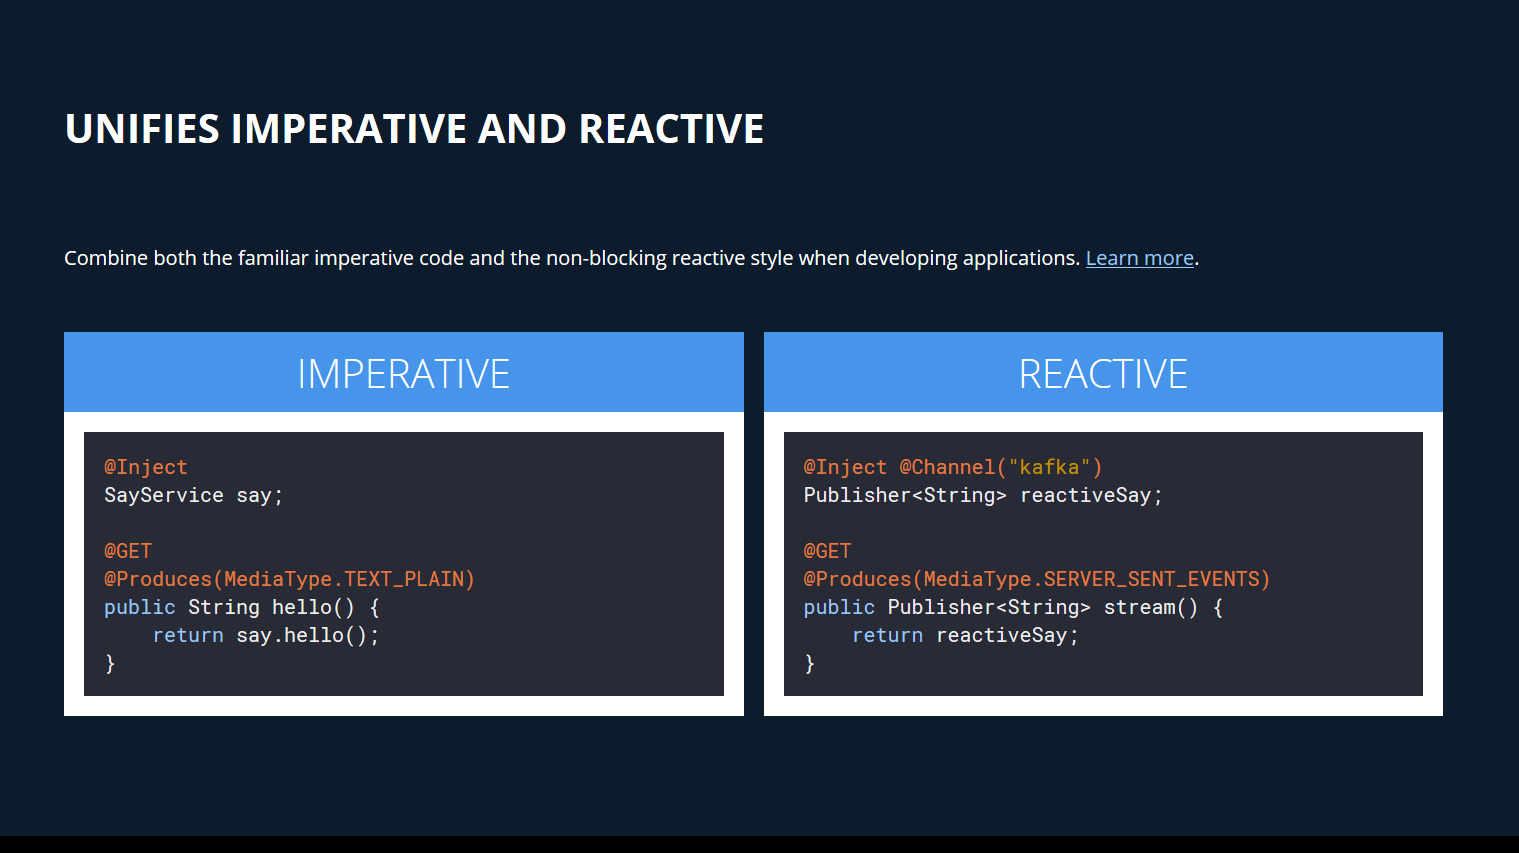 UNIFIES IMPERATIVE AND REACTIVE
Combine both the familiar imperative code and the non-blocking reactive style when developing applications. Learn more.
IMPERATIVE
@Inject
SayService say;
@GET
@Produces(MediaType.TEXT_PLAIN)
public String hello() {
    return say.hello();
}
REACTIVE
@Inject @Channel("kafka")
Publisher<String> reactiveSay;
@GET
@Produces(MediaType.SERVER_SENT_EVENTS)
public Publisher<String> stream() {
    return reactiveSay;
}